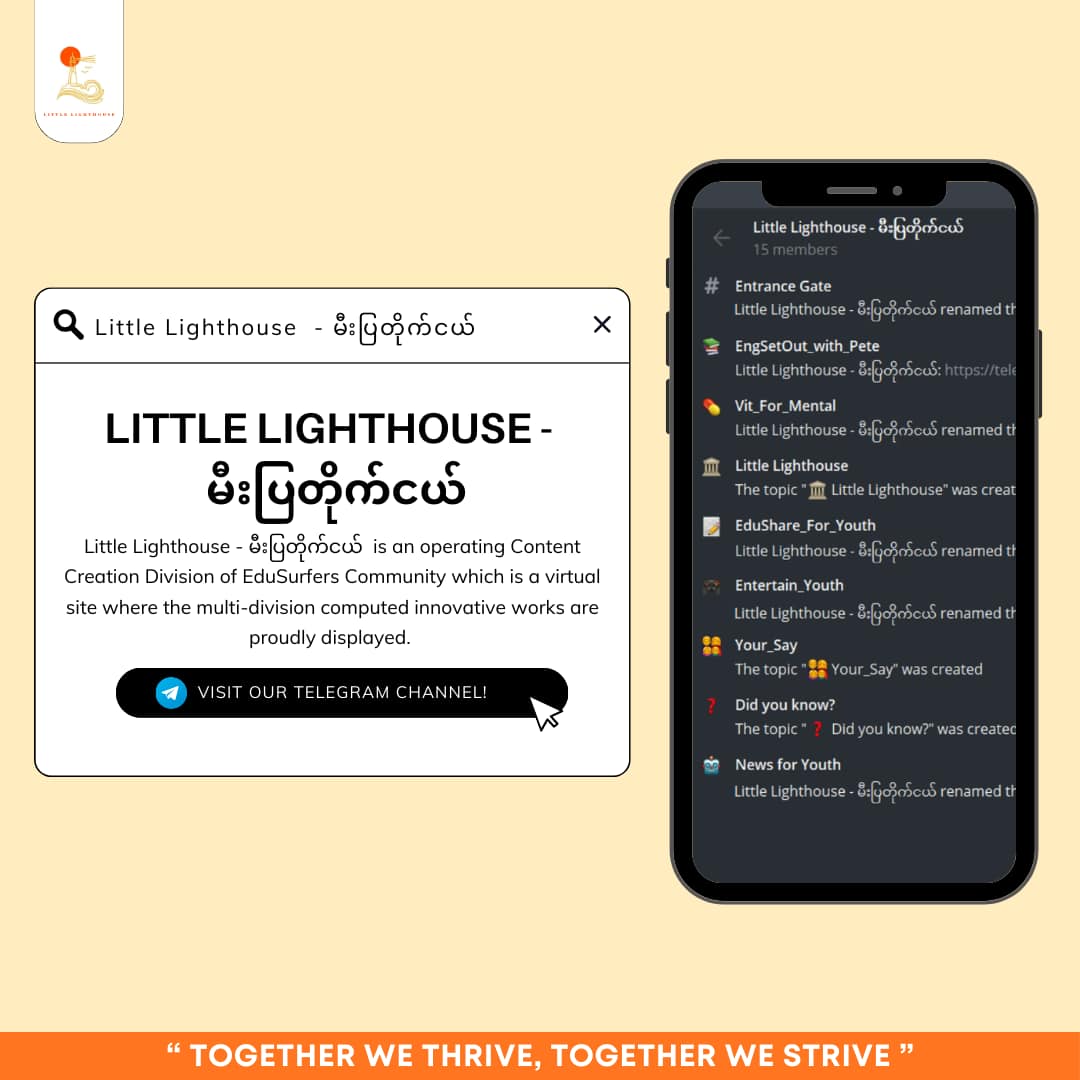 LITTLE LIGHTHOUSE
Little Lighthouse - မီးပြတိုက်ငယ်
LITTLE LIGHTHOUSE -
မီးပြတိုက်ငယ်
Little Lighthouse - မီးပြတိုက်ငယ် is an operating Content
Creation Division of EduSurfers Community which is a virtual
site where the multi-division computed innovative works are
proudly displayed.
VISIT OUR TELEGRAM CHANNEL!
Little Lighthouse - မီးပြတိုက်ငယ်
15 members
# Entrance Gate
Little Lighthouse - မီးပြတိုက်ငယ် renamed th
EngSetOut_with_Pete
Little Lighthouse - မီးပြတိုက်ငယ်: https://tele
Vit_For_Mental
Little Lighthouse - မီးပြတိုက်ငယ် renamed th
Little Lighthouse
The topic "🏛 Little Lighthouse" was creat
EduShare_For_Youth
Little Lighthouse - မီးပြတိုက်ငယ် renamed th
Entertain_Youth
Little Lighthouse - မီးပြတိုက်ငယ် renamed th
Your_Say
The topic "👨‍👩‍👧‍👦 Your_Say" was created
❓ Did you know?
The topic "❓ Did you know?" was created
News for Youth
Little Lighthouse - မီးပြတိုက်ငယ် renamed th
“ TOGETHER WE THRIVE, TOGETHER WE STRIVE ”